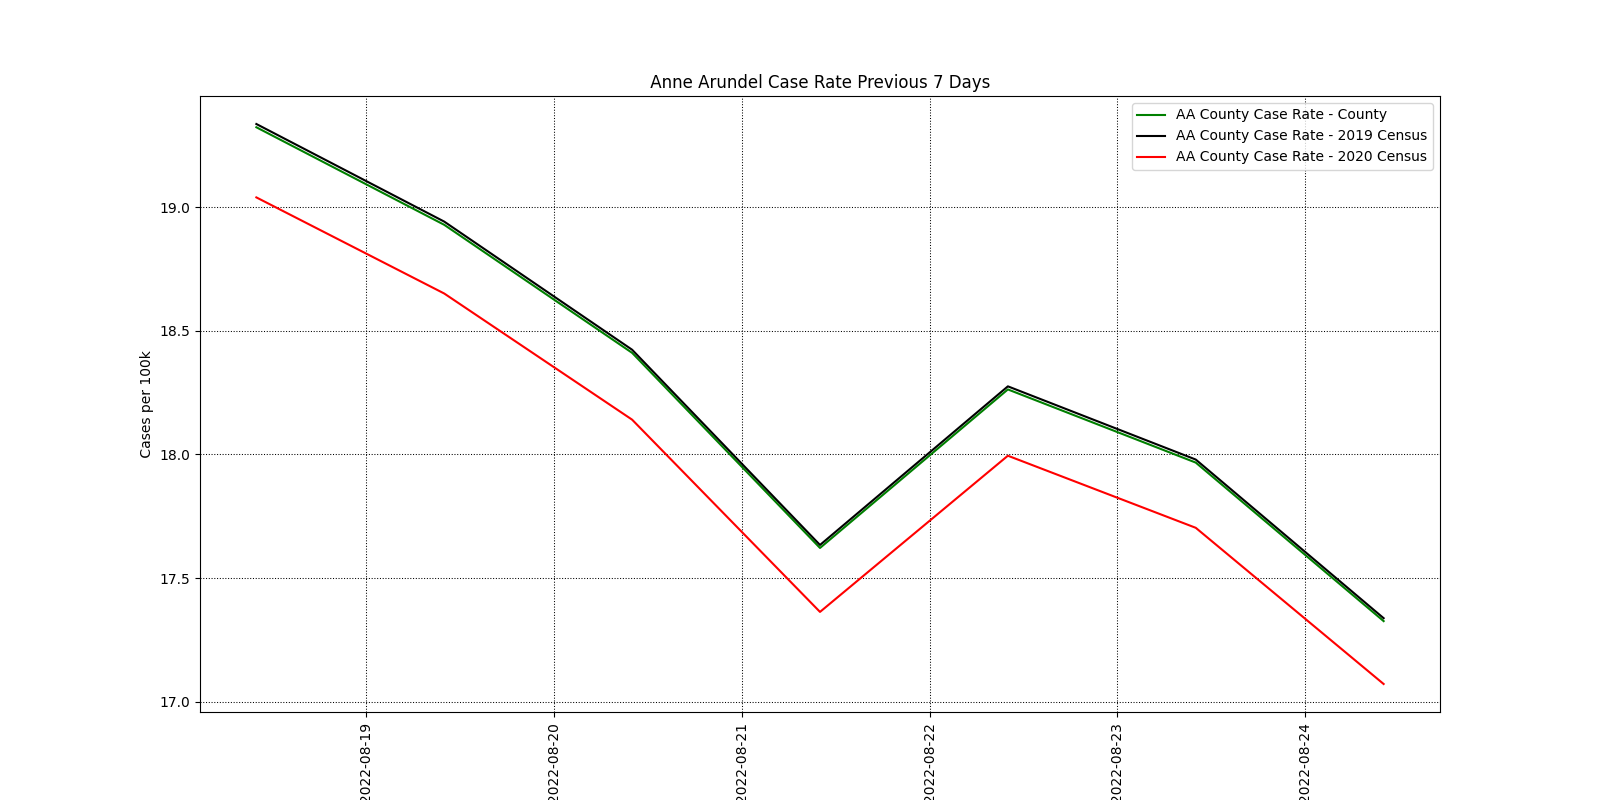 Anne Arundel Case Rate Previous 7 Days
AA County Case Rate - County
AA County Case Rate - 2019 Census
AA County Case Rate - 2020 Census
Cases per 100k
19.0
18.5
18.0
17.5
17.0
2022-08-19
2022-08-20
2022-08-21
2022-08-22
2022-08-23
2022-08-24